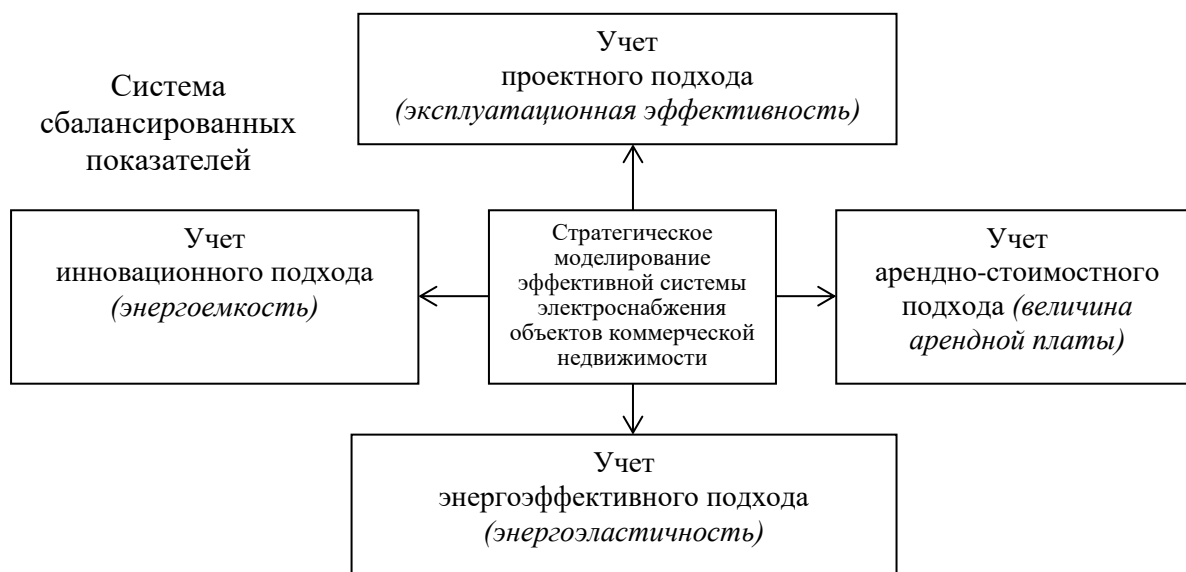 Учет
проектного подхода
(эксплуатационная эффективность)
Система
сбалансированных
показателей
Учет
инновационного подхода
(энергоемкость)
Стратегическое
моделирование
эффективной системы
электроснабжения
объектов коммерческой
недвижимости
Учет
арендно-стоимостного
подхода (величина
арендной платы)
Учет
энергоэффективного подхода
(энергоэластичность)